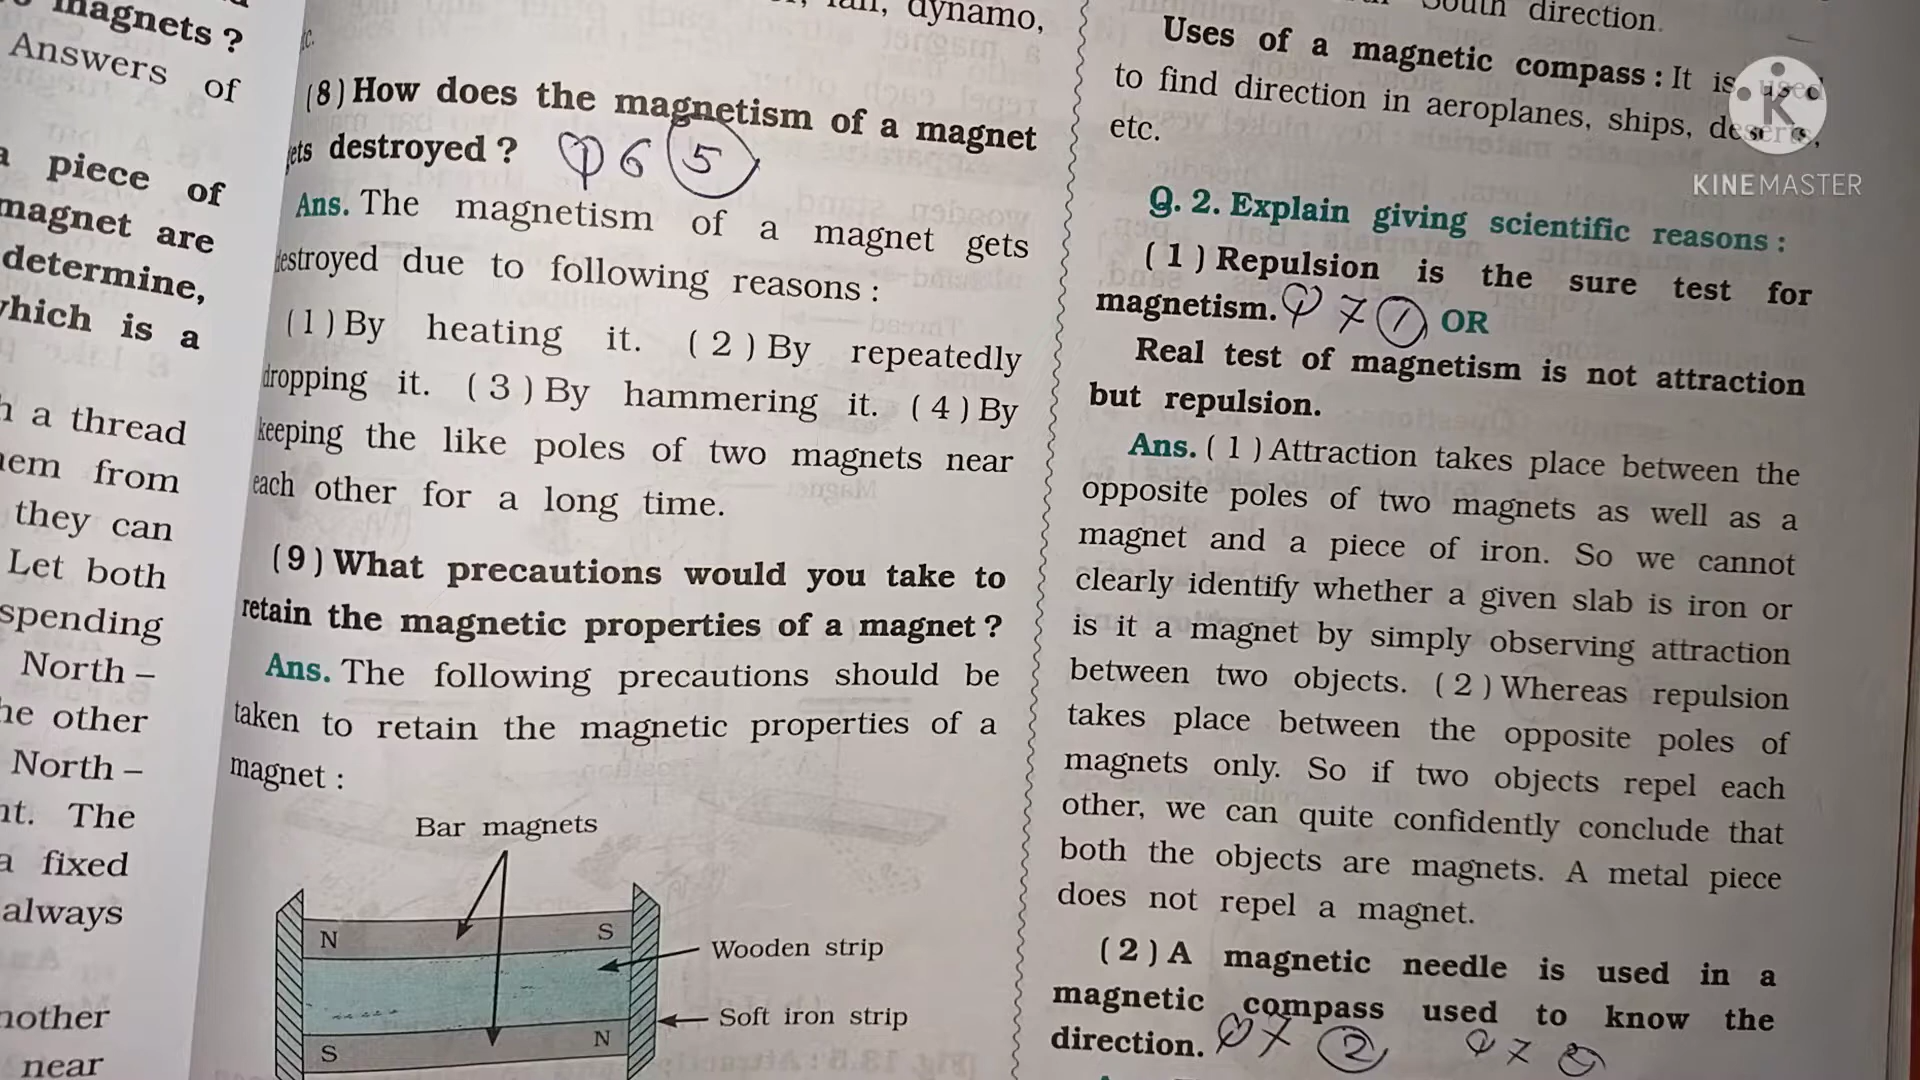 magnets ?
Answers of
piece of
magnet are
determine,
which is a
a thread
from
they can
Let both
North –
other
North –
The
a fixed
always
near
dynamo,
(8) How does the magnetism of a magnet
destroyed ? Q 6 5
Ans. The magnetism of a magnet gets
destroyed due to following reasons :
(1) By heating it. (2) By repeatedly
dropping it. (3) By hammering it. (4) By
keeping the like poles of two magnets near
each other for a long time.
(9) What precautions would you take to
retain the magnetic properties of a magnet ?
Ans. The following precautions should be
taken to retain the magnetic properties of a
magnet :
Bar magnets
N S
Wooden strip
Soft iron strip
S N
South direction.
Uses of a magnetic compass : It is used
to find direction in aeroplanes, ships, deserts,
etc.
K
KINEMASTER
Q. 2. Explain giving scientific reasons :
(1) Repulsion is the sure test for
magnetism. Q 7 1 OR
Real test of magnetism is not attraction
but repulsion.
Ans. (1) Attraction takes place between the
opposite poles of two magnets as well as a
magnet and a piece of iron. So we cannot
clearly identify whether a given slab is iron or
is it a magnet by simply observing attraction
between two objects. (2) Whereas repulsion
takes place between the opposite poles of
magnets only. So if two objects repel each
other, we can quite confidently conclude that
both the objects are magnets. A metal piece
does not repel a magnet.
(2) A magnetic needle is used in a
magnetic compass used to know the
direction. Q 7 2 Q 7 2